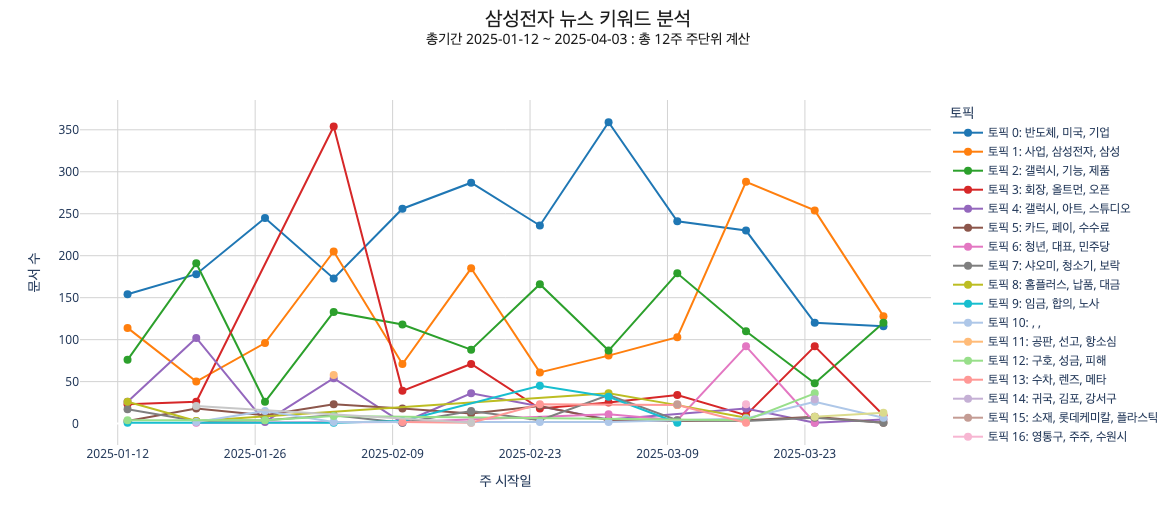 삼성전자 뉴스 키워드 분석
총기간 2025-01-12 ~ 2025-04-03 : 총 12주 주단위 계산
토픽
350
300
250
200
150
100
50
0
문서 수
2025-01-12
2025-01-26
2025-02-09
2025-02-23
2025-03-09
2025-03-23
주 시작일
토픽 0: 반도체, 미국, 기업
토픽 1: 사업, 삼성전자, 삼성
토픽 2: 갤럭시, 기능, 제품
토픽 3: 회장, 올트먼, 오픈
토픽 4: 갤럭시, 아트, 스튜디오
토픽 5: 카드, 페이, 수수료
토픽 6: 청년, 대표, 민주당
토픽 7: 샤오미, 청소기, 보락
토픽 8: 홈플러스, 납품, 대금
토픽 9: 임금, 합의, 노사
토픽 10: , ,
토픽 11: 공판, 선고, 항소심
토픽 12: 구호, 성금, 피해
토픽 13: 수차, 렌즈, 메타
토픽 14: 귀국, 김포, 강서구
토픽 15: 소재, 롯데케미칼, 플라스틱
토픽 16: 영통구, 주주, 수원시